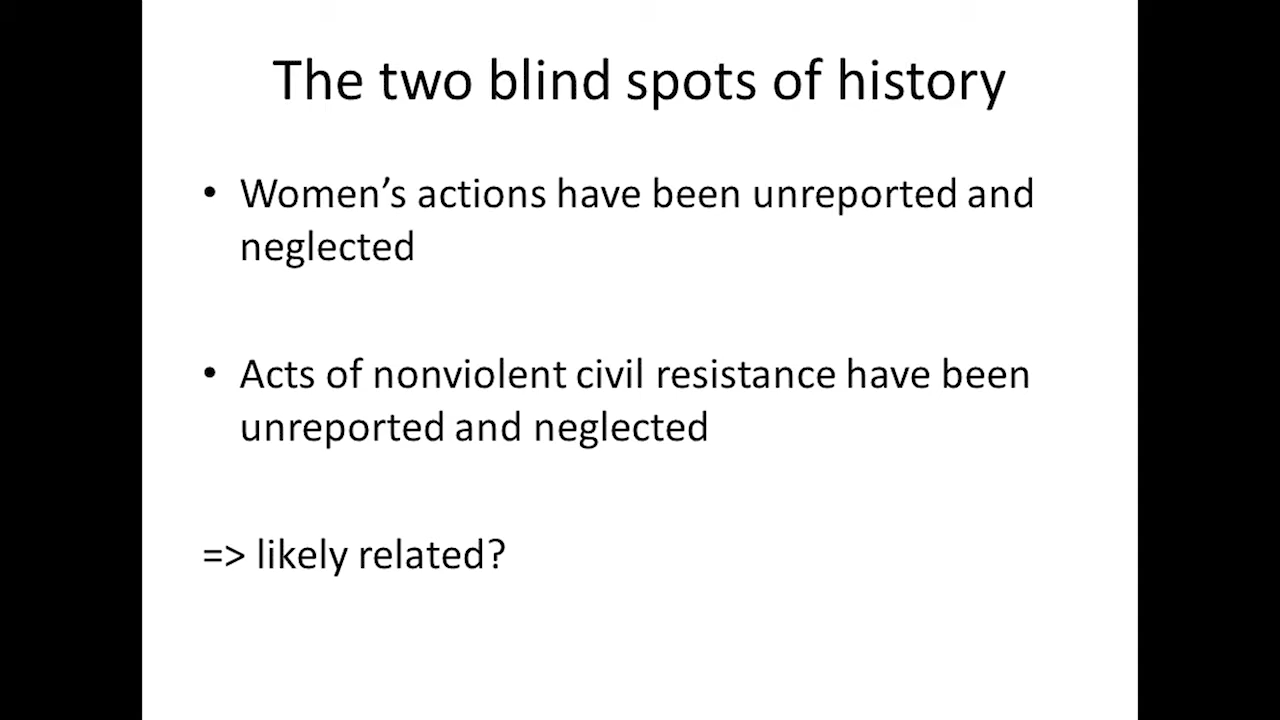 The two blind spots of history
• Women’s actions have been unreported and
neglected
• Acts of nonviolent civil resistance have been
unreported and neglected
=> likely related?